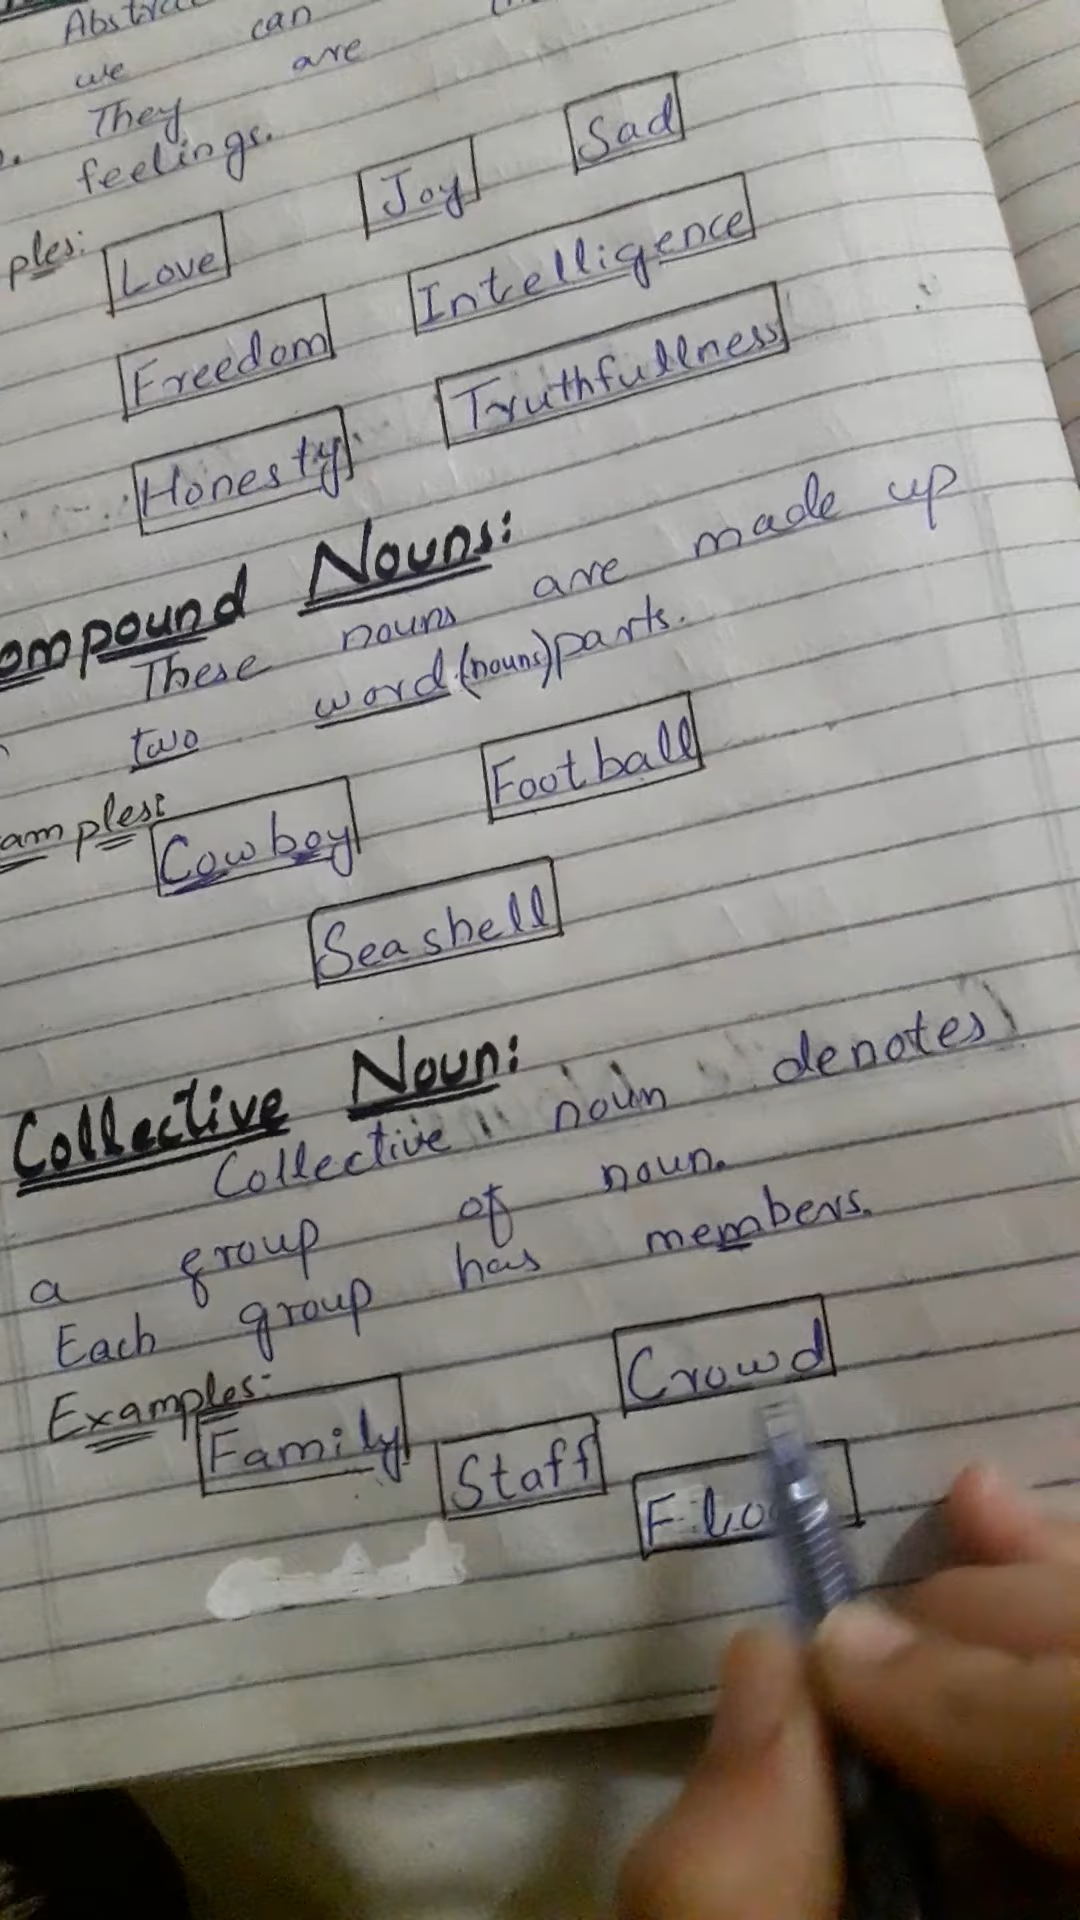 can
we are
They
feelings.
ples: Love Joy Sad
Freedom Intelligence
Honesty Truthfullness
ompound Nouns:
These nouns are made up
two word (nouns) parts.
amples: Cowboy Football
Seashell
Collective Noun:
Collective noun denotes
a group of noun.
Each group has members.
Examples: Family Staff Crowd